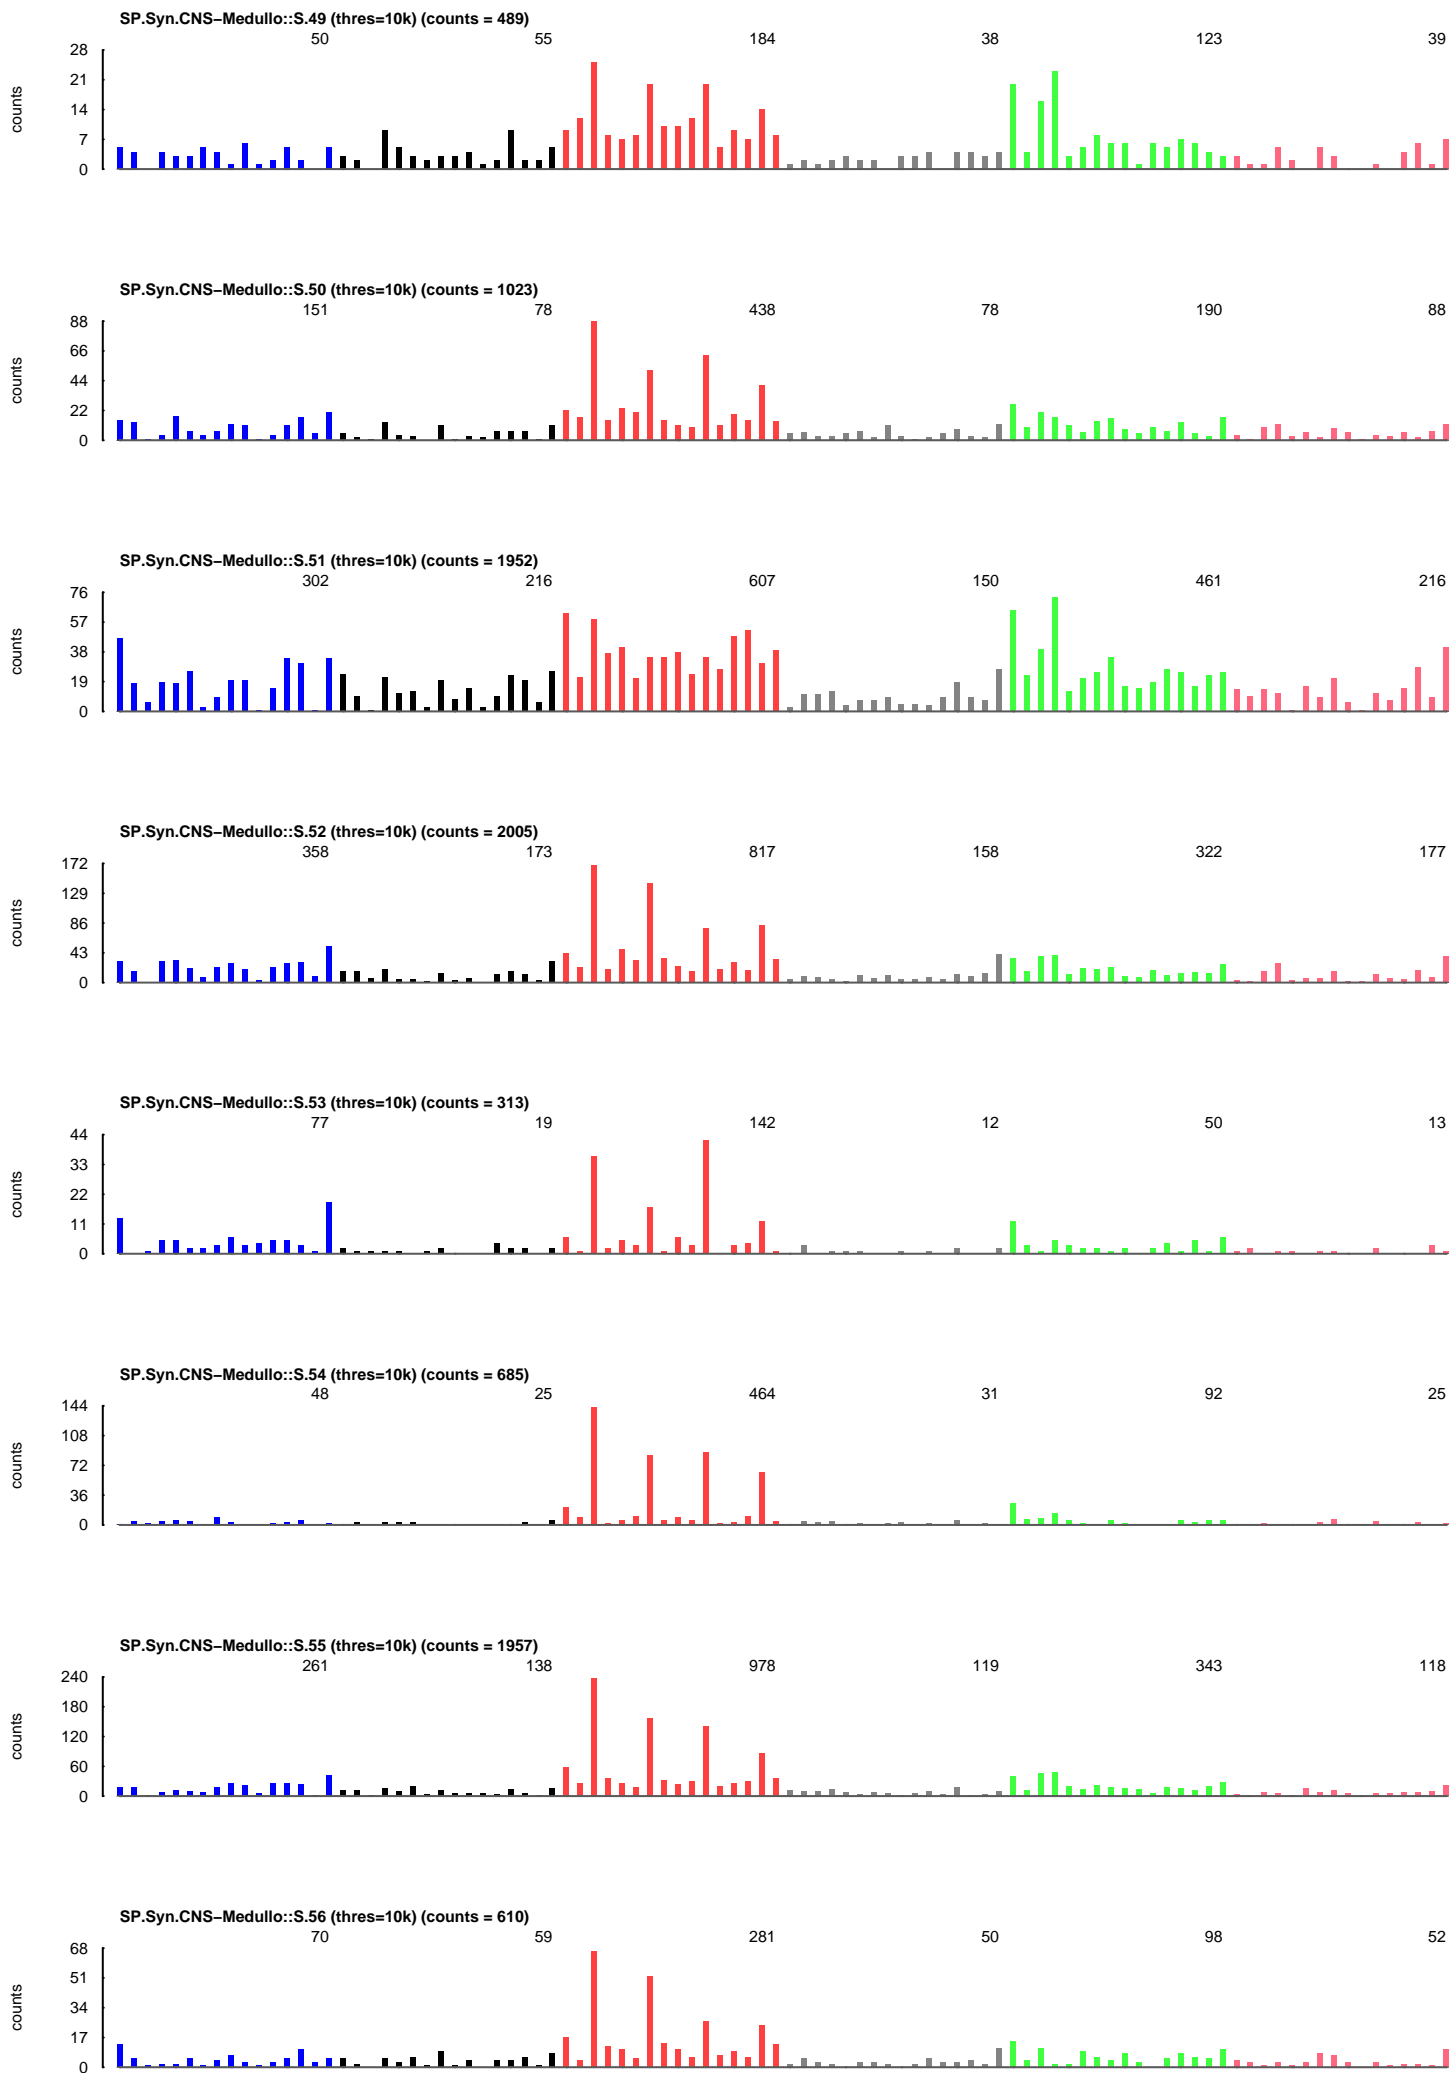 SP.Syn.CNS−Medullo::S.49 (thres=10k) (counts = 489)
50 55 184 38 123 39
28
21
14
7
0
counts
SP.Syn.CNS−Medullo::S.50 (thres=10k) (counts = 1023)
151 78 438 78 190 88
88
66
44
22
0
counts
SP.Syn.CNS−Medullo::S.51 (thres=10k) (counts = 1952)
302 216 607 150 461 216
76
57
38
19
0
counts
SP.Syn.CNS−Medullo::S.52 (thres=10k) (counts = 2005)
358 173 817 158 322 177
172
129
86
43
0
counts
SP.Syn.CNS−Medullo::S.53 (thres=10k) (counts = 313)
77 19 142 12 50 13
44
33
22
11
0
counts
SP.Syn.CNS−Medullo::S.54 (thres=10k) (counts = 685)
48 25 464 31 92 25
144
108
72
36
0
counts
SP.Syn.CNS−Medullo::S.55 (thres=10k) (counts = 1957)
261 138 978 119 343 118
240
180
120
60
0
counts
SP.Syn.CNS−Medullo::S.56 (thres=10k) (counts = 610)
70 59 281 50 98 52
68
51
34
17
0
counts